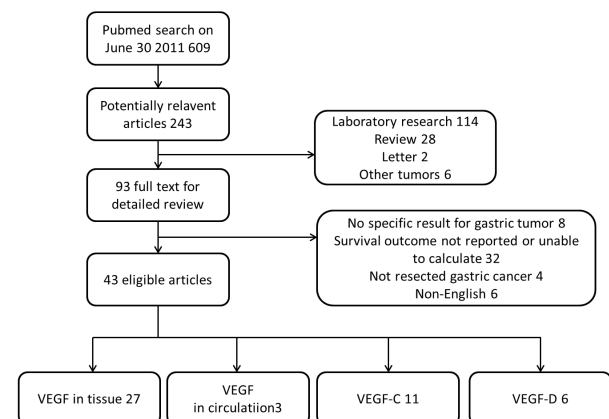 Pubmed search on
June 30 2011 609
Potentially relavent
articles 243
Laboratory research 114
Review 28
Letter 2
Other tumors 6
93 full text for
detailed review
No specific result for gastric tumor 8
Survival outcome not reported or unable
to calculate 32
Not resected gastric cancer 4
Non-English 6
43 eligible articles
VEGF in tissue 27
VEGF
in circulatiion3
VEGF-C 11
VEGF-D 6